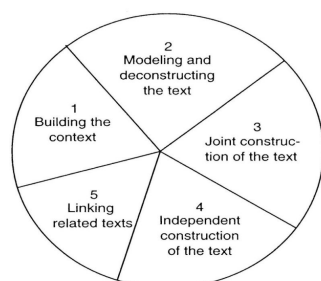 1
Building the
context
2
Modeling and
deconstructing
the text
3
Joint construc-
tion of the text
4
Independent
construction
of the text
5
Linking
related texts